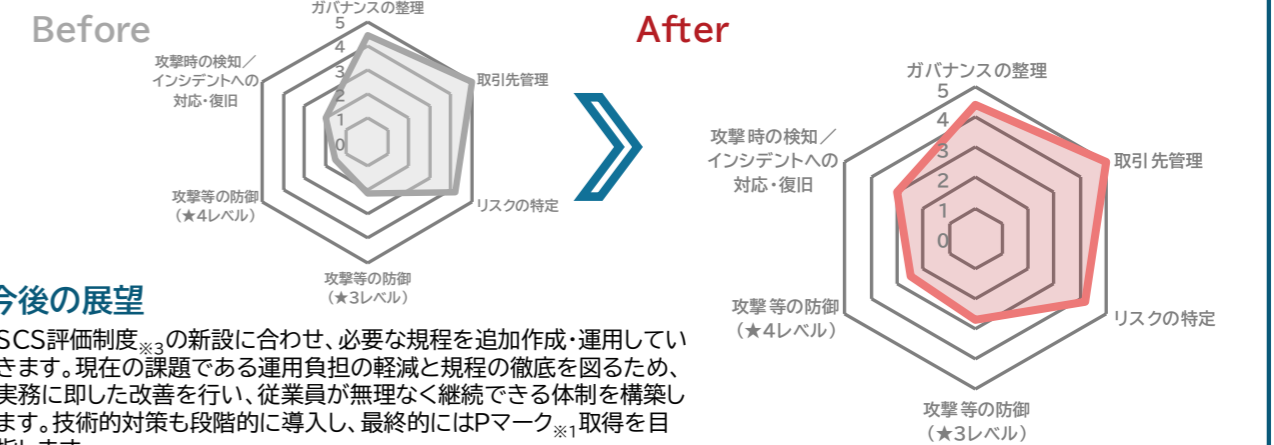 Before
ガバナンスの整理
5
4
3
2
1
0
攻撃時の検知／
インシデントへの
対応・復旧
取引先管理
攻撃等の防御
（★4レベル）
リスクの特定
攻撃等の防御
（★3レベル）
After
ガバナンスの整理
5
4
3
2
1
0
攻撃時の検知／
インシデントへの
対応・復旧
取引先管理
攻撃等の防御
（★4レベル）
リスクの特定
攻撃等の防御
（★3レベル）
今後の展望
SCS評価制度※3の新設に合わせ、必要な規程を追加作成・運用してい
きます。現在の課題である運用負担の軽減と規程の徹底を図るため、
実務に即した改善を行い、従業員が無理なく継続できる体制を構築し
ます。技術的対策も段階的に導入し、最終的にはPマーク※1取得を目
指します。